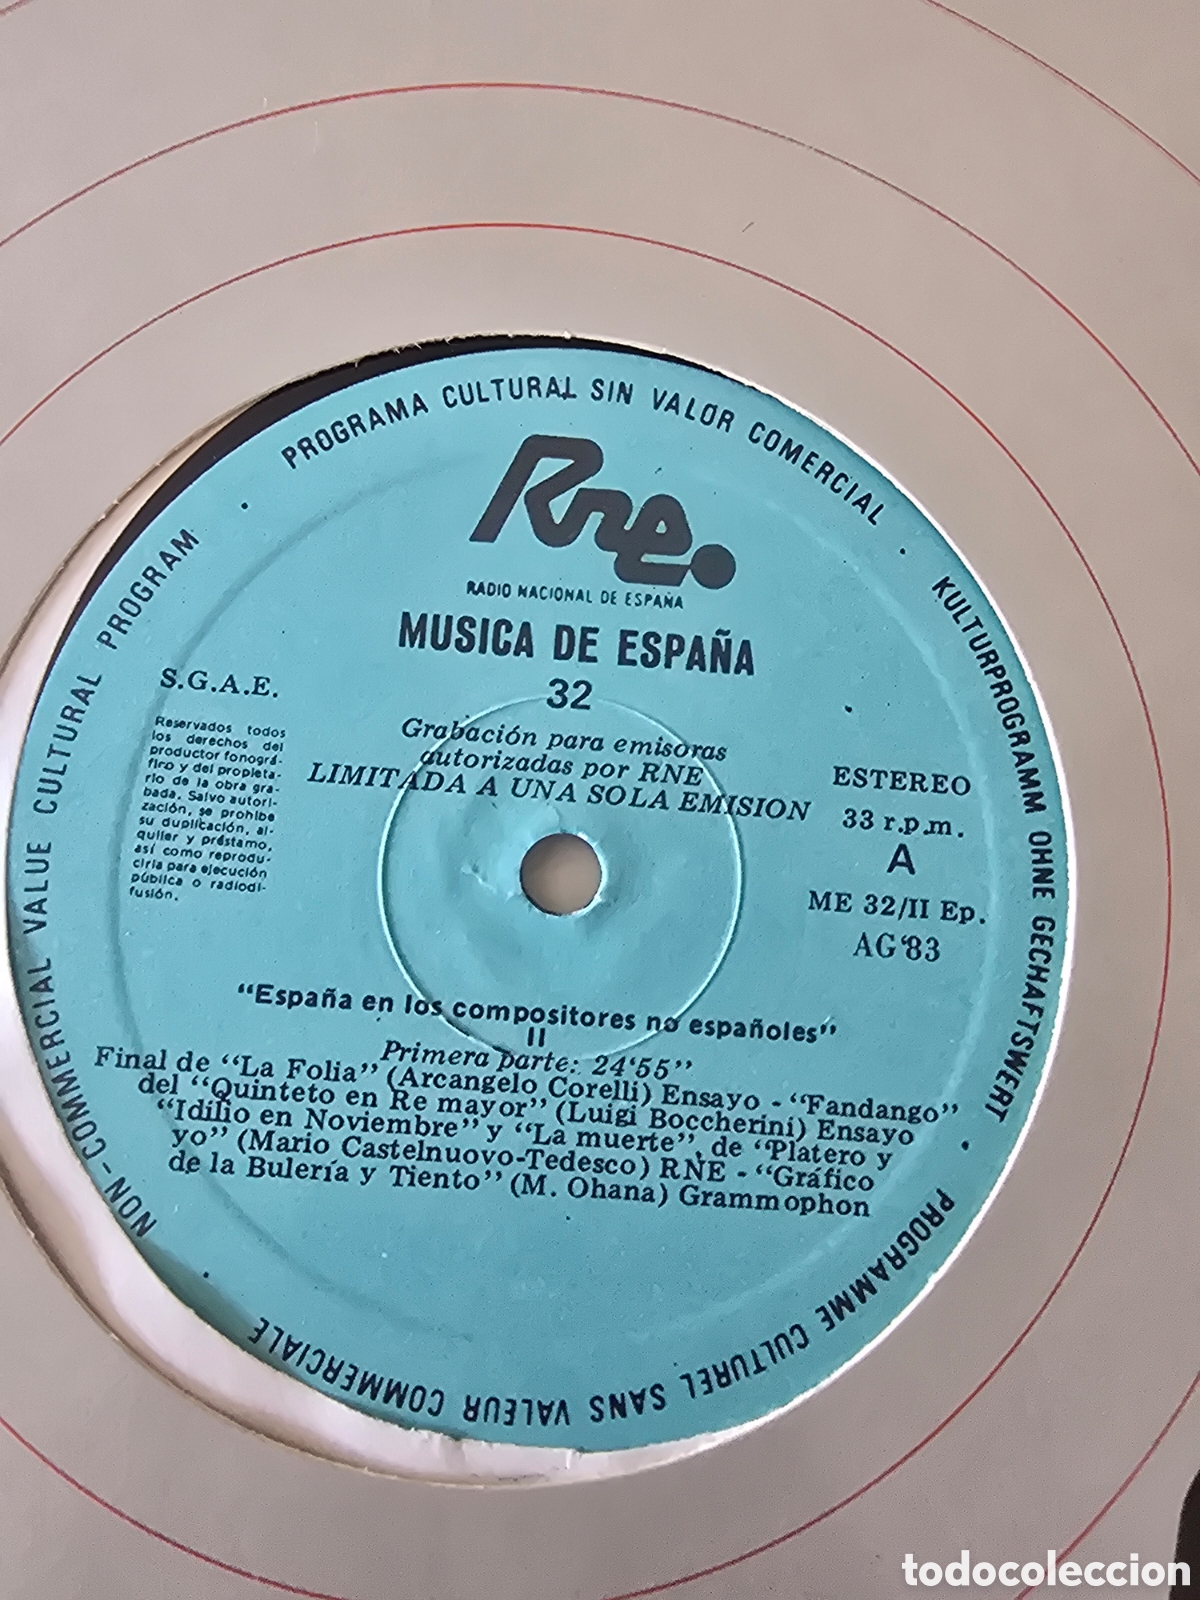 PROGRAMA CULTURAL SIN VALOR COMERCIAL
KULTURPROGRAMM OHNE GECHAFTSWERT
PROGRAMME CULTUREL SANS VALEUR COMMERCIALE
NON-COMMERCIAL VALUE CULTURAL PROGRAM
Rne.
RADIO NACIONAL DE ESPAÑA
MUSICA DE ESPAÑA
32
Grabación para emisoras
autorizadas por RNE
LIMITADA A UNA SOLA EMISION
S.G.A.E.
Reservados todos
los derechos del
productor fonográ-
fico y del propieta-
rio de la obra gra-
bada. Salvo autori-
zación, se prohibe
su duplicación, al-
quiler y préstamo,
así como reprodu-
cirla para ejecución
pública o radiodi-
fusión.
ESTEREO
33 r.p.m.
A
ME 32/II Ep.
AG'83
"España en los compositores no españoles"
II
Primera parte: 24'55"
Final de "La Folia" (Arcangelo Corelli) Ensayo - "Fandango"
del "Quinteto en Re mayor" (Luigi Boccherini) Ensayo
"Idilio en Noviembre" y "La muerte", de "Platero y
yo" (Mario Castelnuovo-Tedesco) RNE - "Gráfico
de la Bulería y Tiento" (M. Ohana) Grammophon
todocoleccion